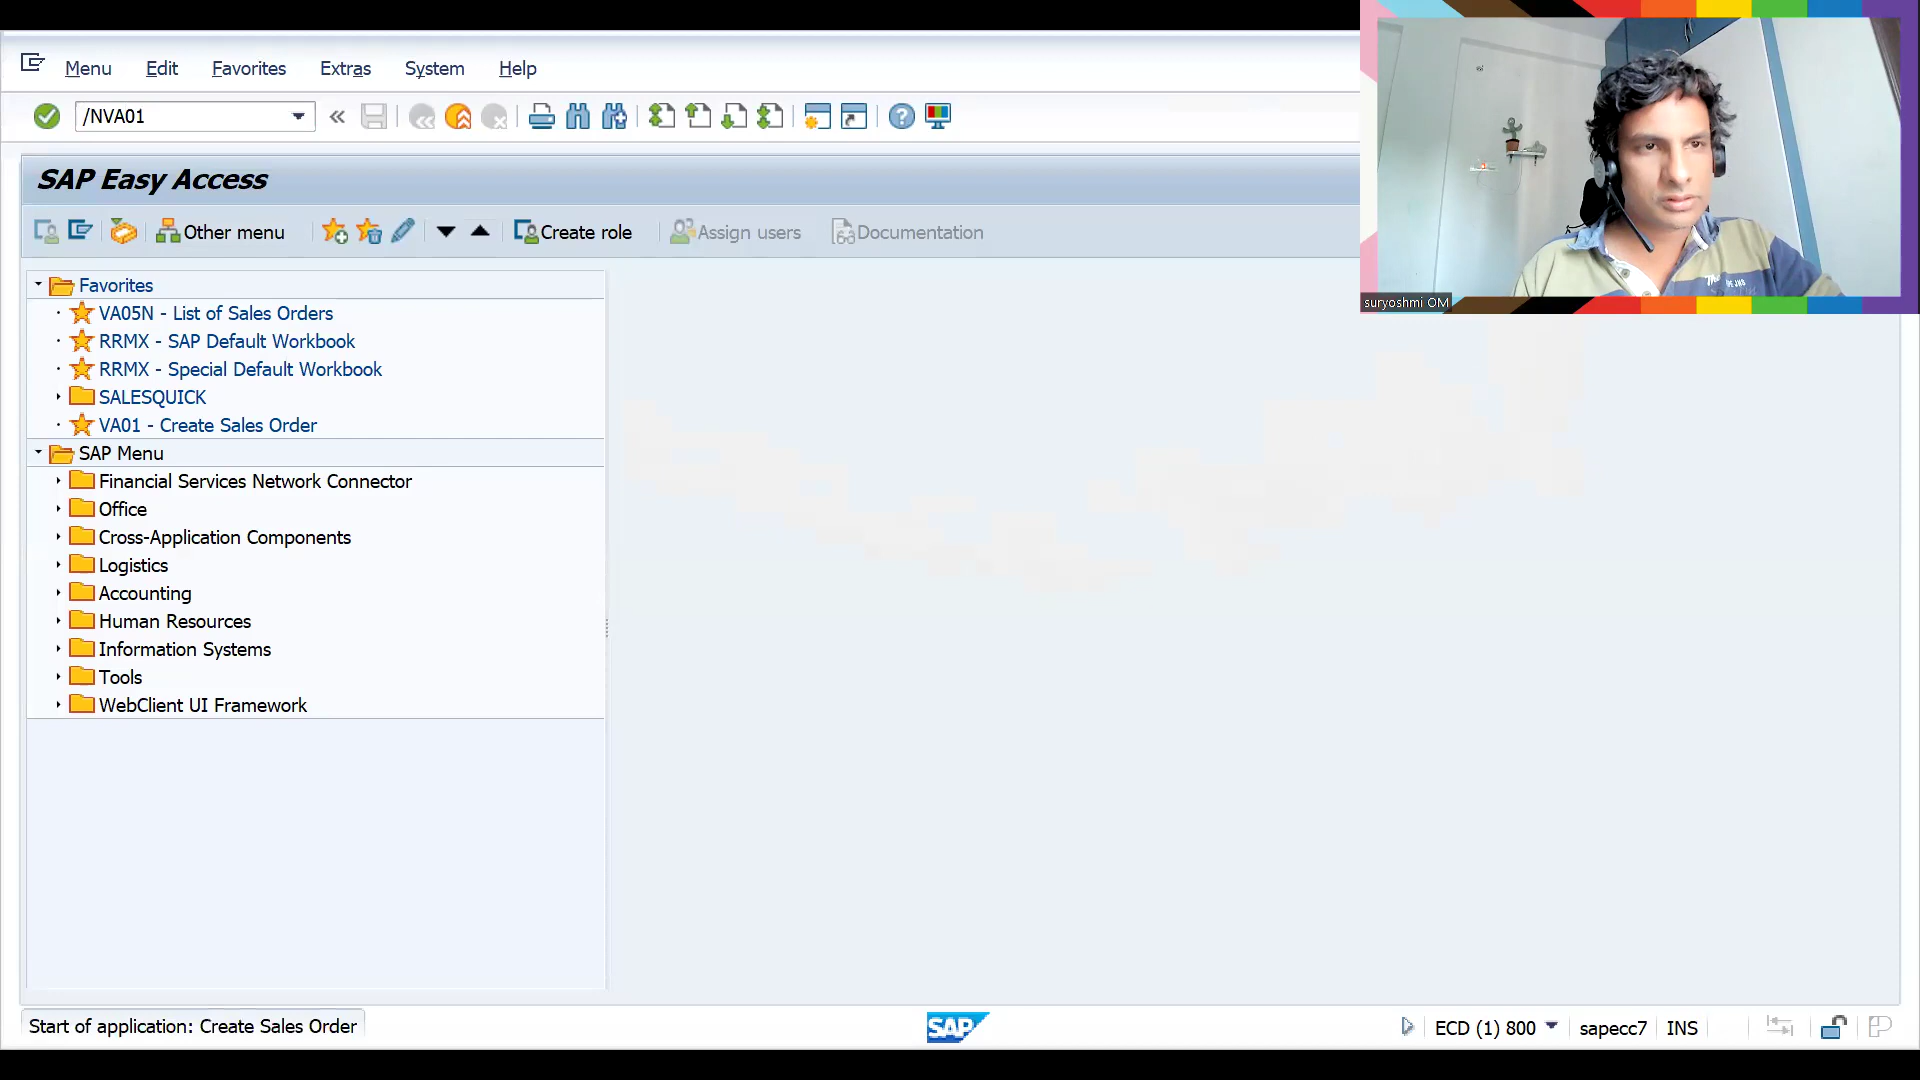 Menu Edit Favorites Extras System Help
/NVA01
SAP Easy Access
Other menu Create role Assign users Documentation
Favorites
VA05N - List of Sales Orders
RRMX - SAP Default Workbook
RRMX - Special Default Workbook
SALESQUICK
VA01 - Create Sales Order
SAP Menu
Financial Services Network Connector
Office
Cross-Application Components
Logistics
Accounting
Human Resources
Information Systems
Tools
WebClient UI Framework
suryoshmi OM
Start of application: Create Sales Order
SAP
ECD (1) 800 sapecc7 INS